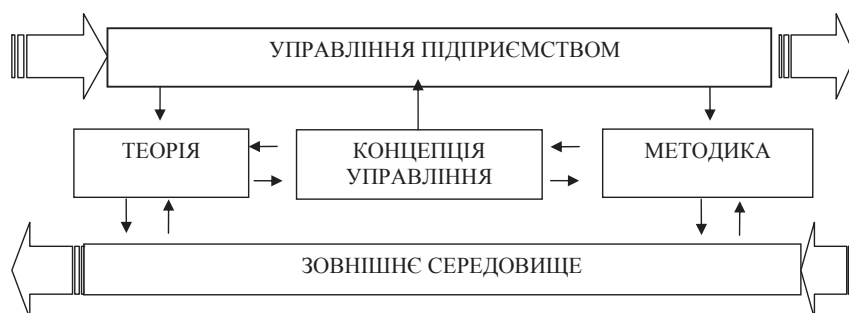 УПРАВЛІННЯ ПІДПРИЄМСТВОМ
ТЕОРІЯ
КОНЦЕПЦІЯ
УПРАВЛІННЯ
МЕТОДИКА
ЗОВНІШНЄ СЕРЕДОВИЩЕ